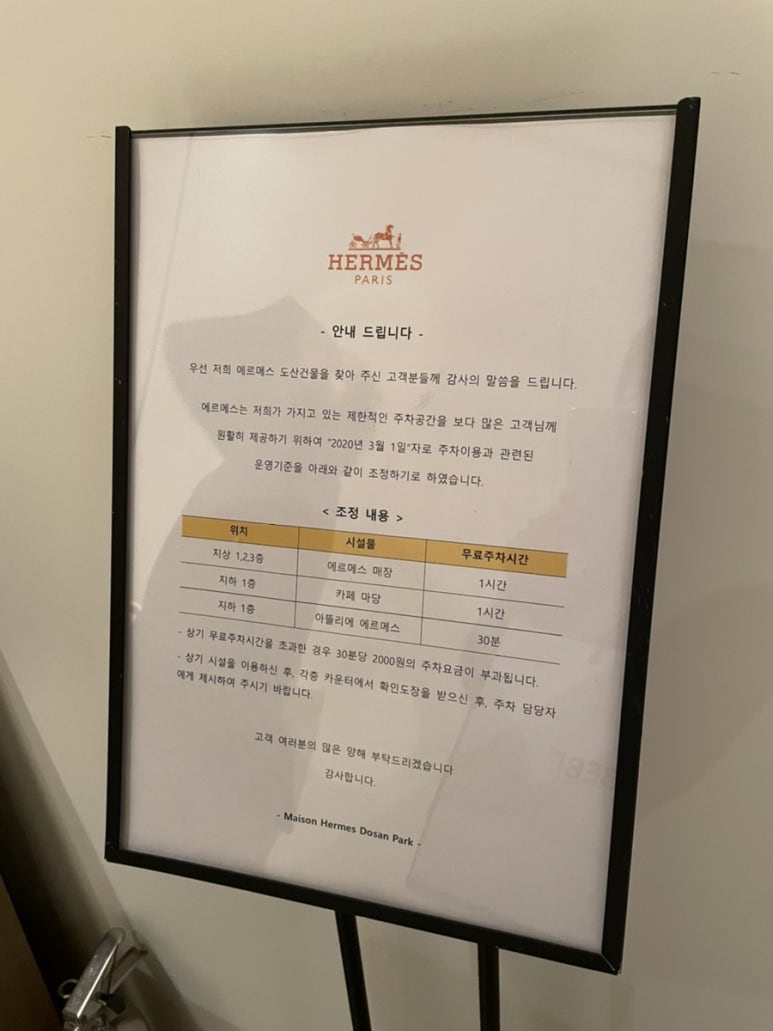 HERMÈS
PARIS
- 안내 드립니다 -
우선 저희 에르메스 도산건물을 찾아 주신 고객분들께 감사의 말씀을 드립니다.
에르메스는 저희가 가지고 있는 제한적인 주차공간을 보다 많은 고객님께
원활히 제공하기 위하여 "2020년 3월 1일"자로 주차이용과 관련된
운영기준을 아래와 같이 조정하기로 하였습니다.
< 조정 내용 >
위치 시설물 무료주차시간
지상 1,2,3층 에르메스 매장 1시간
지하 1층 카페 마당 1시간
지하 1층 아뜰리에 에르메스 30분
- 상기 무료주차시간을 초과한 경우 30분당 2000원의 주차요금이 부과됩니다.
- 상기 시설을 이용하신 후, 각층 카운터에서 확인도장을 받으신 후, 주차 담당자
에게 제시하여 주시기 바랍니다.
고객 여러분의 많은 양해 부탁드리겠습니다
감사합니다.
- Maison Hermes Dosan Park -